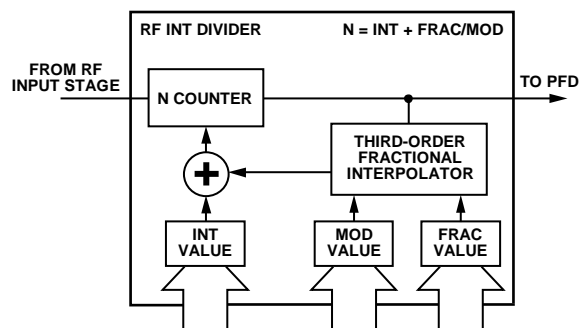 RF INT DIVIDER
N = INT + FRAC/MOD
FROM RF
INPUT STAGE
TO PFD
N COUNTER
THIRD-ORDER
FRACTIONAL
INTERPOLATOR
+
INT
VALUE
MOD
VALUE
FRAC
VALUE